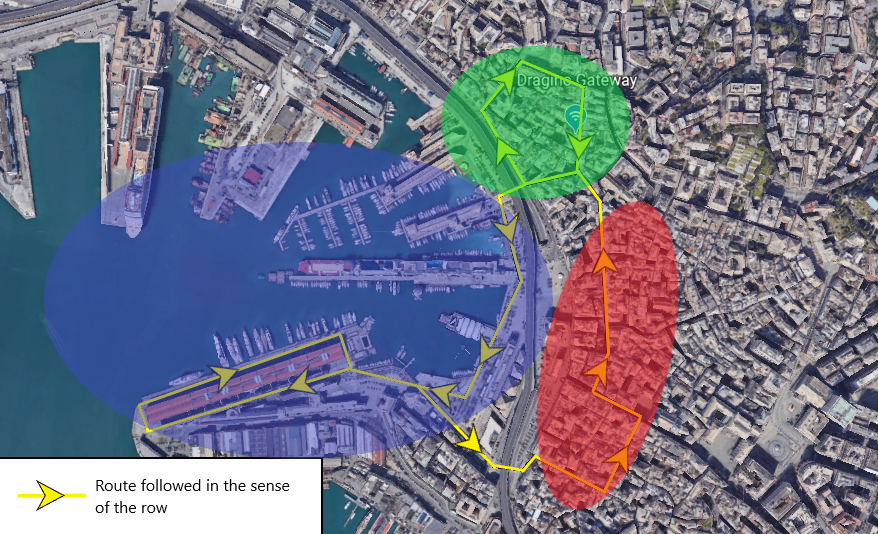 Dragino Gateway
Route followed in the sense
of the row